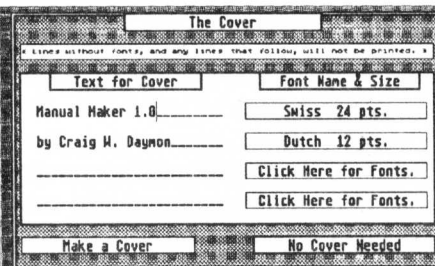 The Cover
* Lines without fonts, and any lines that follow, will not be printed. *
Text for Cover Font Name & Size
Manual Maker 1.0 Swiss 24 pts.
by Craig W. Daymon Dutch 12 pts.
Click Here for Fonts.
Click Here for Fonts.
Make a Cover No Cover Needed